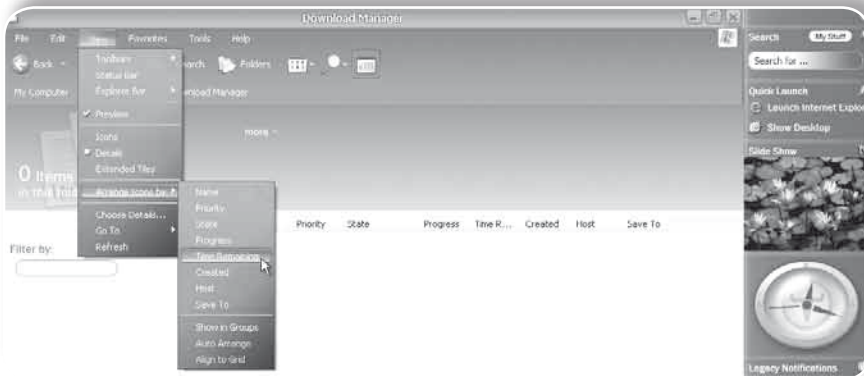 Download Manager
File Edit View Favorites Tools Help
Back Search Folders
My Computer Download Manager
Toolbars
Status Bar
Explorer Bar
Preview
Icons
Details
Extended Tiles
Arrange Icons by
Choose Details...
Go To
Refresh
Name
Priority
State
Progress
Time Remaining
Created
Host
Save To
Show in Groups
Auto Arrange
Align to Grid
more
0 Items
in this fold
Priority State Progress Time R... Created Host Save To
Filter by:
Search My Stuff
Search for ...
Quick Launch
Launch Internet Explor
Show Desktop
Slide Show
Legacy Notifications